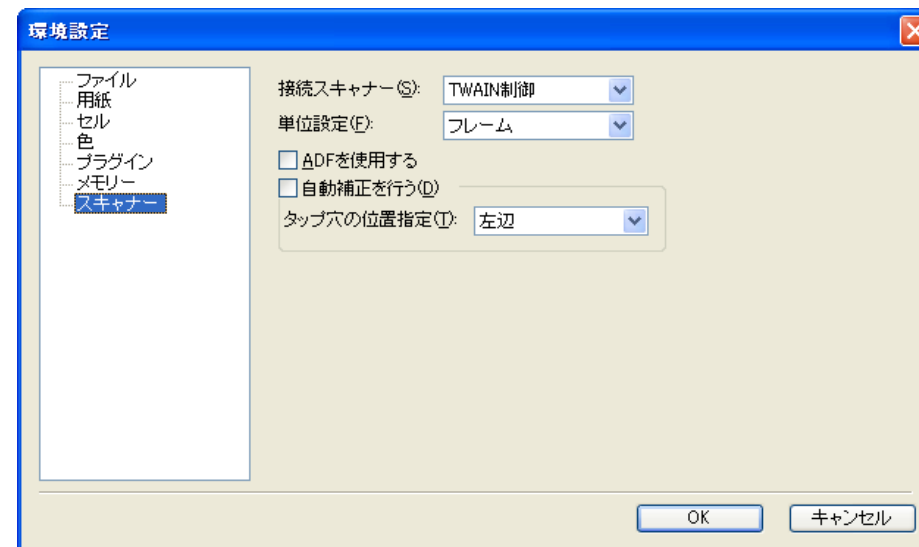 環境設定
ファイル
用紙
セル
色
プラグイン
メモリー
スキャナー
接続スキャナー(S): TWAIN制御
単位設定(F): フレーム
ADFを使用する
自動補正を行う(D)
タップ穴の位置指定(T): 左辺
OK キャンセル